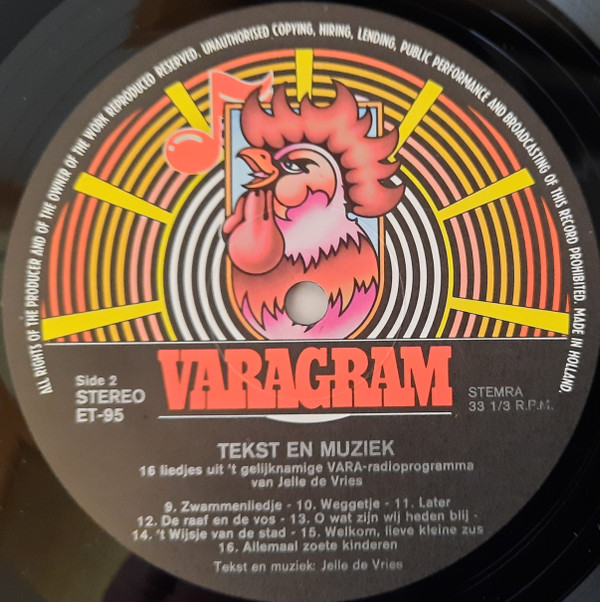 ALL RIGHTS OF THE PRODUCER AND OF THE OWNER OF THE WORK REPRODUCED RESERVED. UNAUTHORISED COPYING, HIRING, LENDING, PUBLIC PERFORMANCE AND BROADCASTING OF THIS RECORD PROHIBITED. MADE IN HOLLAND.
VARAGRAM
Side 2
STEREO
ET-95
STEMRA
33 1/3 R.P.M.
TEKST EN MUZIEK
16 liedjes uit 't gelijknamige VARA-radioprogramma
van Jelle de Vries
9. Zwammenliedje - 10. Weggetje - 11. Later
12. De raaf en de vos - 13. O wat zijn wij heden blij -
14. 't Wijsje van de stad - 15. Welkom, lieve kleine zus
16. Allemaal zoete kinderen
Tekst en muziek: Jelle de Vries